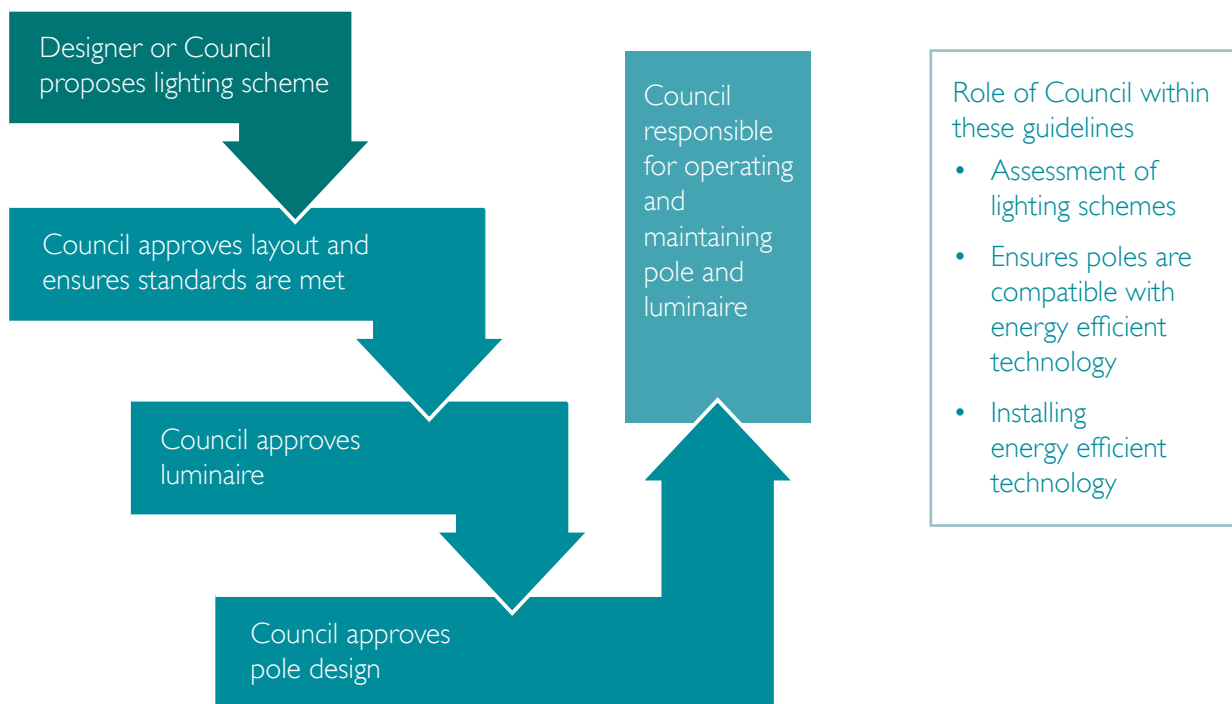 Designer or Council
proposes lighting scheme
Council approves layout and
ensures standards are met
Council approves
luminaire
Council approves
pole design
Council
responsible
for operating
and
maintaining
pole and
luminaire
Role of Council within
these guidelines
• Assessment of
lighting schemes
• Ensures poles are
compatible with
energy efficient
technology
• Installing
energy efficient
technology